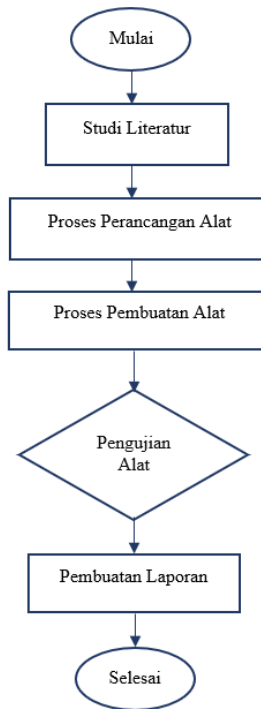 Mulai
Studi Literatur
Proses Perancangan Alat
Proses Pembuatan Alat
Pengujian
Alat
Pembuatan Laporan
Selesai